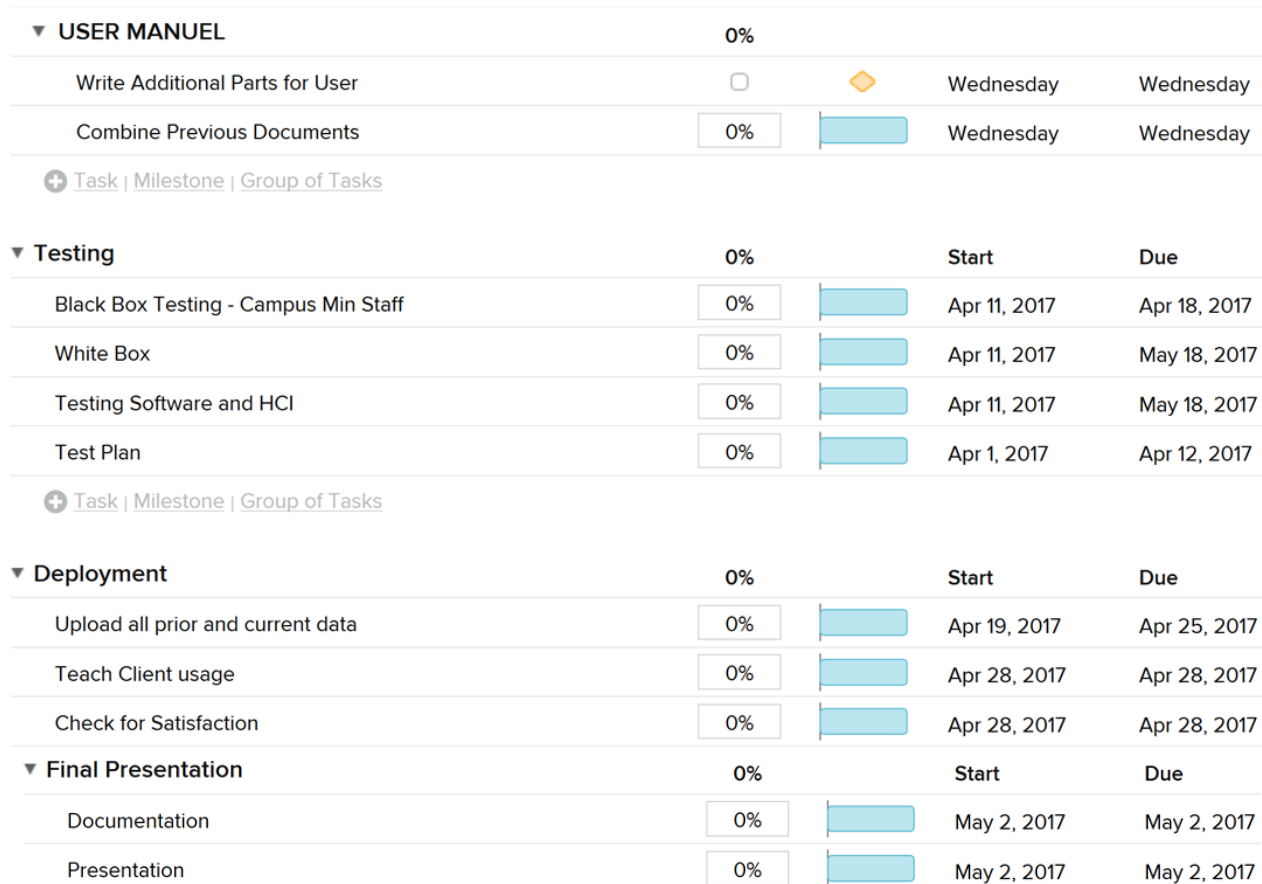 USER MANUEL 0%
Write Additional Parts for User Wednesday Wednesday
Combine Previous Documents 0% Wednesday Wednesday
Task | Milestone | Group of Tasks
Testing 0% Start Due
Black Box Testing - Campus Min Staff 0% Apr 11, 2017 Apr 18, 2017
White Box 0% Apr 11, 2017 May 18, 2017
Testing Software and HCI 0% Apr 11, 2017 May 18, 2017
Test Plan 0% Apr 1, 2017 Apr 12, 2017
Task | Milestone | Group of Tasks
Deployment 0% Start Due
Upload all prior and current data 0% Apr 19, 2017 Apr 25, 2017
Teach Client usage 0% Apr 28, 2017 Apr 28, 2017
Check for Satisfaction 0% Apr 28, 2017 Apr 28, 2017
Final Presentation 0% Start Due
Documentation 0% May 2, 2017 May 2, 2017
Presentation 0% May 2, 2017 May 2, 2017